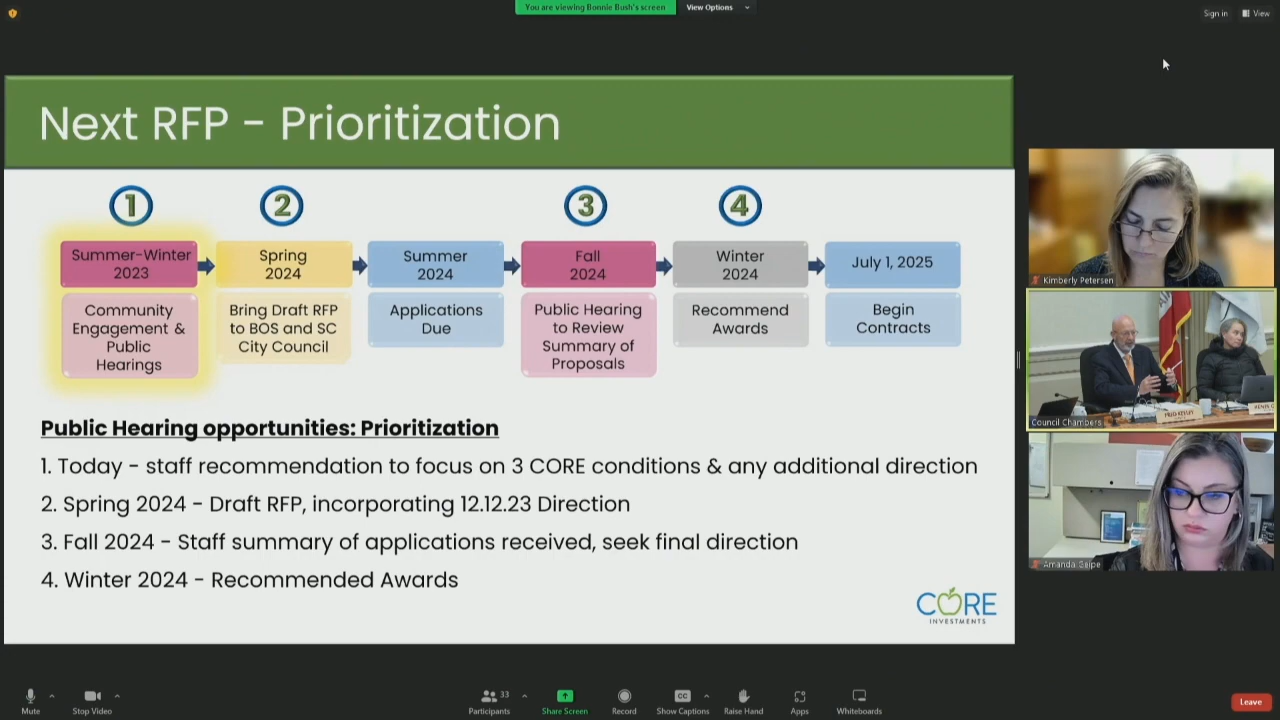 You are viewing Bonnie Bush's screen
View Options
Sign in
View
Next RFP - Prioritization
1
2
3
4
Summer-Winter
2023
Spring
2024
Summer
2024
Fall
2024
Winter
2024
July 1, 2025
Community
Engagement &
Public
Hearings
Bring Draft RFP
to BOS and SC
City Council
Applications
Due
Public Hearing
to Review
Summary of
Proposals
Recommend
Awards
Begin
Contracts
Public Hearing opportunities: Prioritization
1. Today - staff recommendation to focus on 3 CORE conditions & any additional direction
2. Spring 2024 - Draft RFP, incorporating 12.12.23 Direction
3. Fall 2024 - Staff summary of applications received, seek final direction
4. Winter 2024 - Recommended Awards
CORE
INVESTMENTS
Kimberly Petersen
Council Chambers
Amanda
Mute
Stop Video
33
Participants
Share Screen
Record
CC
Show Captions
Raise Hand
Apps
Whiteboards
Leave